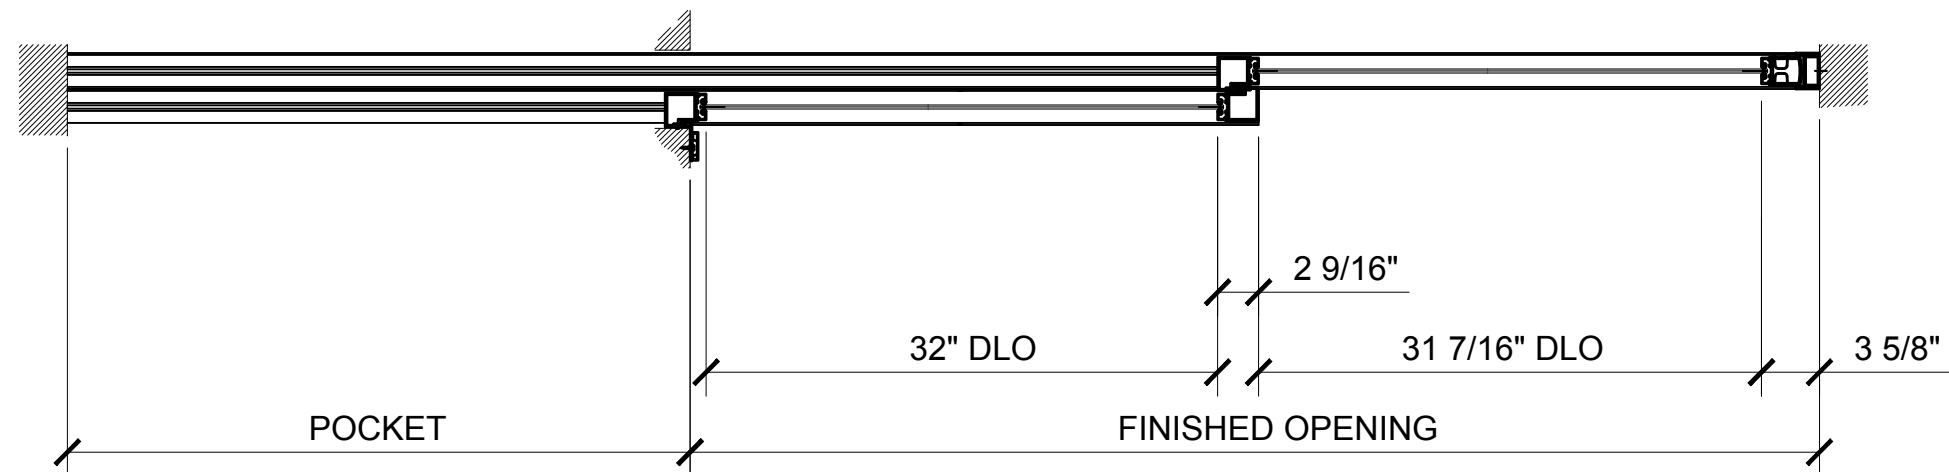 2 9/16"
32" DLO
31 7/16" DLO
3 5/8"
POCKET
FINISHED OPENING